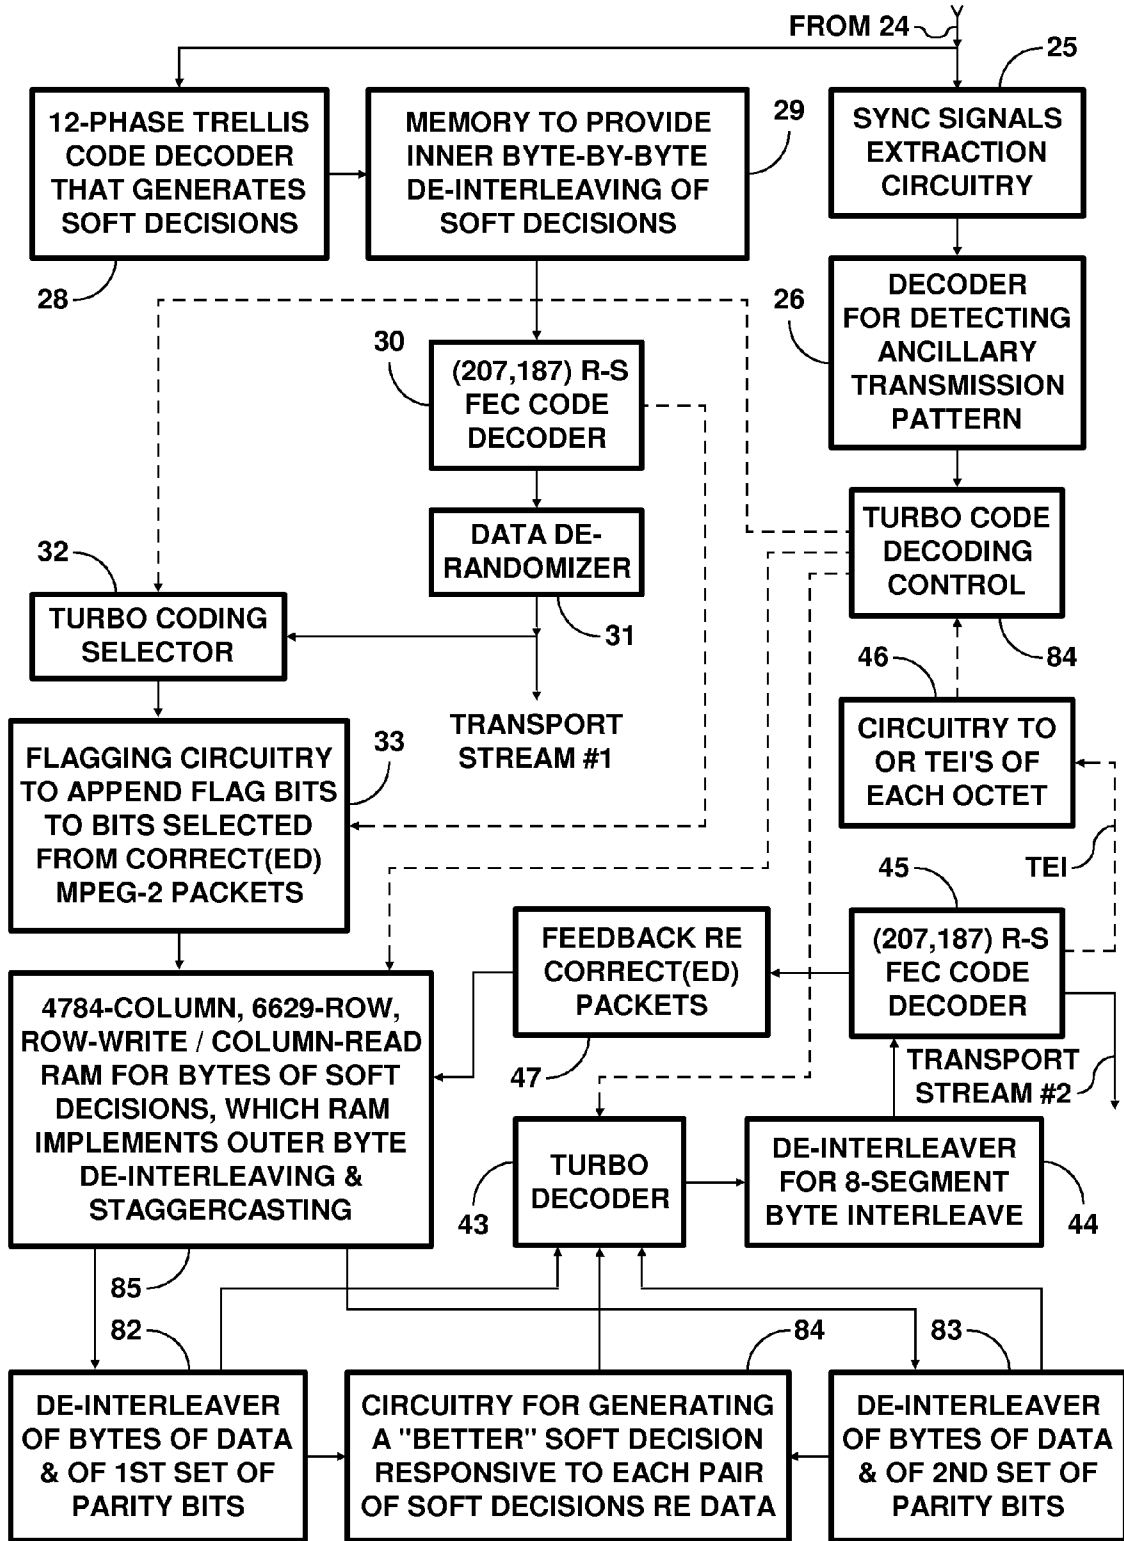 FROM 24
25
12-PHASE TRELLIS
CODE DECODER
THAT GENERATES
SOFT DECISIONS
28
MEMORY TO PROVIDE
INNER BYTE-BY-BYTE
DE-INTERLEAVING OF
SOFT DECISIONS
29
SYNC SIGNALS
EXTRACTION
CIRCUITRY
26
DECODER
FOR DETECTING
ANCILLARY
TRANSMISSION
PATTERN
30
(207,187) R-S
FEC CODE
DECODER
DATA DE-
RANDOMIZER
31
TURBO CODE
DECODING
CONTROL
84
32
TURBO CODING
SELECTOR
TRANSPORT
STREAM #1
46
CIRCUITRY TO
OR TEI'S OF
EACH OCTET
TEI
33
FLAGGING CIRCUITRY
TO APPEND FLAG BITS
TO BITS SELECTED
FROM CORRECT(ED)
MPEG-2 PACKETS
45
(207,187) R-S
FEC CODE
DECODER
FEEDBACK RE
CORRECT(ED)
PACKETS
47
TRANSPORT
STREAM #2
4784-COLUMN, 6629-ROW,
ROW-WRITE / COLUMN-READ
RAM FOR BYTES OF SOFT
DECISIONS, WHICH RAM
IMPLEMENTS OUTER BYTE
DE-INTERLEAVING &
STAGGERCASTING
85
TURBO
DECODER
43
DE-INTERLEAVER
FOR 8-SEGMENT
BYTE INTERLEAVE
44
82
DE-INTERLEAVER
OF BYTES OF DATA
& OF 1ST SET OF
PARITY BITS
84
CIRCUITRY FOR GENERATING
A "BETTER" SOFT DECISION
RESPONSIVE TO EACH PAIR
OF SOFT DECISIONS RE DATA
83
DE-INTERLEAVER
OF BYTES OF DATA
& OF 2ND SET OF
PARITY BITS